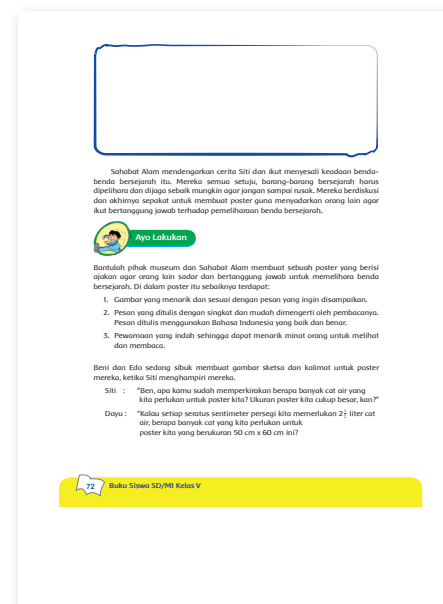 Sahabat Alam mendengarkan cerita Siti dan ikut menyesali keadaan benda-
benda bersejarah itu. Mereka semua setuju, barang-barang bersejarah harus
dipelihara dan dijaga sebaik mungkin agar jangan sampai rusak. Mereka berdiskusi
dan akhirnya sepakat untuk membuat poster guna menyadarkan orang lain agar
ikut bertanggung jawab terhadap pemeliharaan benda bersejarah.
Ayo Lakukan
Bantulah pihak museum dan Sahabat Alam membuat sebuah poster yang berisi
ajakan agar orang lain sadar dan bertanggung jawab untuk memelihara benda
bersejarah. Di dalam poster itu sebaiknya terdapat:
1. Gambar yang menarik dan sesuai dengan pesan yang ingin disampaikan.
2. Pesan yang ditulis dengan singkat dan mudah dimengerti oleh pembacanya.
Pesan ditulis menggunakan Bahasa Indonesia yang baik dan benar.
3. Pewarnaan yang indah sehingga dapat menarik minat orang untuk melihat
dan membaca.
Beni dan Edo sedang sibuk membuat gambar sketsa dan kalimat untuk poster
mereka, ketika Siti menghampiri mereka.
Siti : "Ben, apa kamu sudah memperkirakan berapa banyak cat air yang
kita perlukan untuk poster kita? Ukuran poster kita cukup besar, kan?"
Dayu : "Kalau setiap seratus sentimeter persegi kita memerlukan 2 liter cat
air, berapa banyak cat yang kita perlukan untuk
poster kita yang berukuran 50 cm x 60 cm ini?
72 Buku Siswa SD/MI Kelas V